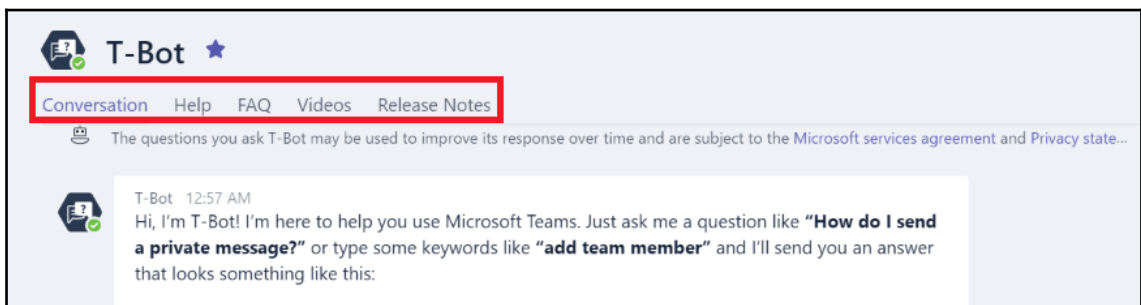 T-Bot
Conversation Help FAQ Videos Release Notes
The questions you ask T-Bot may be used to improve its response over time and are subject to the Microsoft services agreement and Privacy state...
T-Bot 12:57 AM
Hi, I'm T-Bot! I'm here to help you use Microsoft Teams. Just ask me a question like “How do I send
a private message?” or type some keywords like “add team member” and I'll send you an answer
that looks something like this: